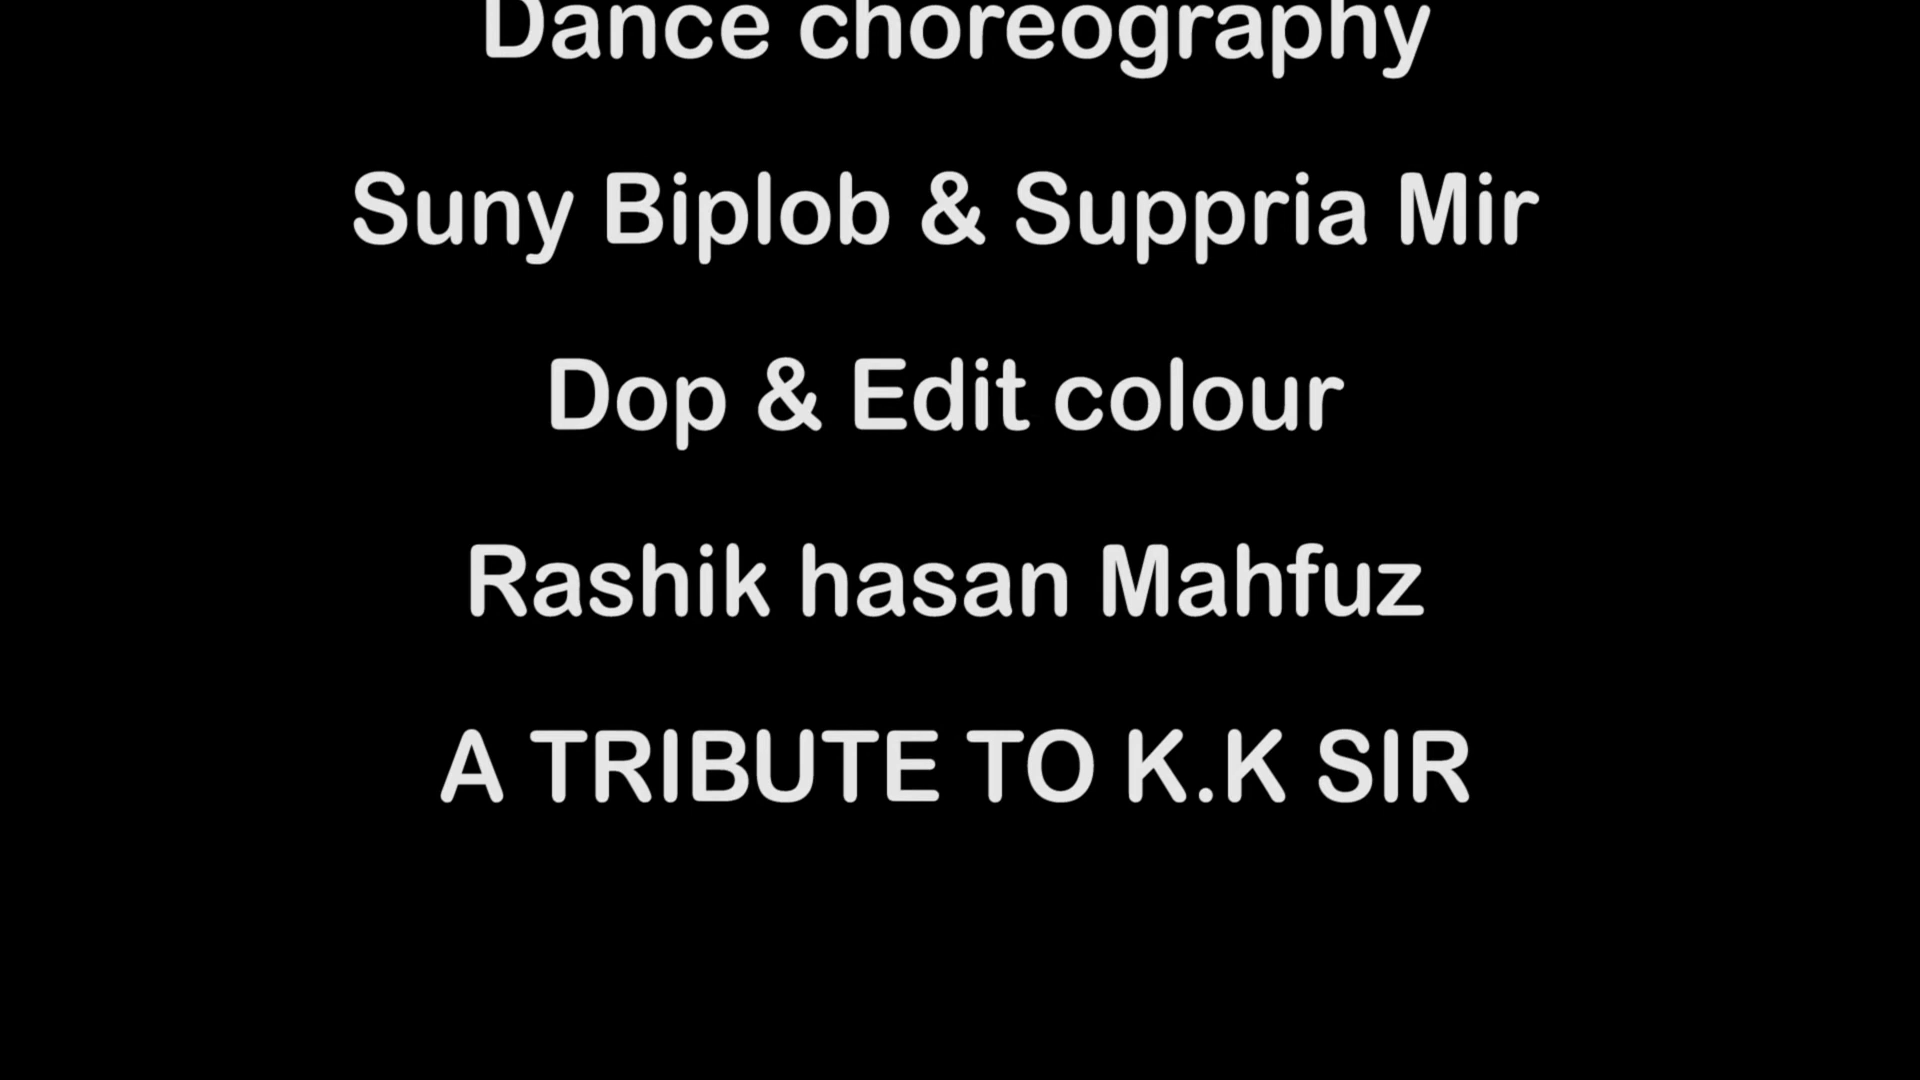 Dance choreography
Suny Biplob & Suppria Mir
Dop & Edit colour
Rashik hasan Mahfuz
A TRIBUTE TO K.K SIR